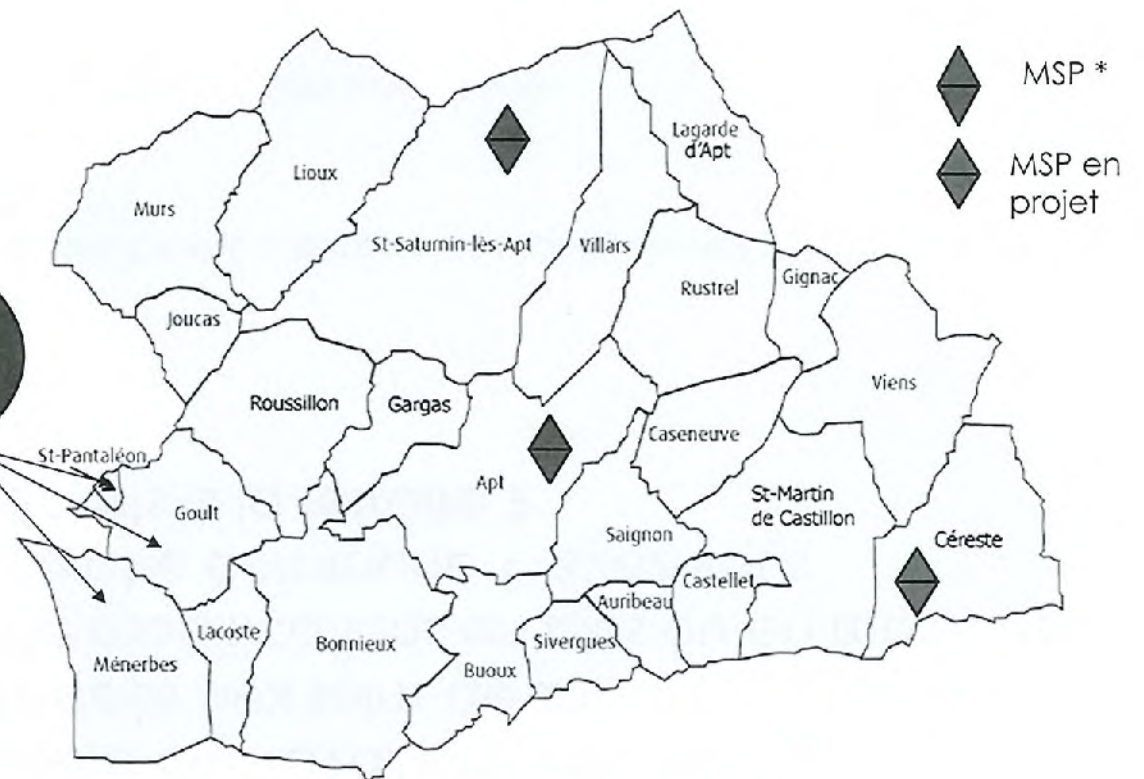 MSP *
MSP en
projet
Lagarde
d'Apt
Lioux
Murs
St-Saturnin-lès-Apt
Villars
Rustrel
Gignac
Joucas
Viens
Roussillon
Gargas
Caseneuve
St-Pantaléon
Apt
Goult
St-Martin
de Castillon
Saignon
Céreste
Castellet
Auribeau
Lacoste
Bonnieux
Sivergues
Ménerbes
Buoux